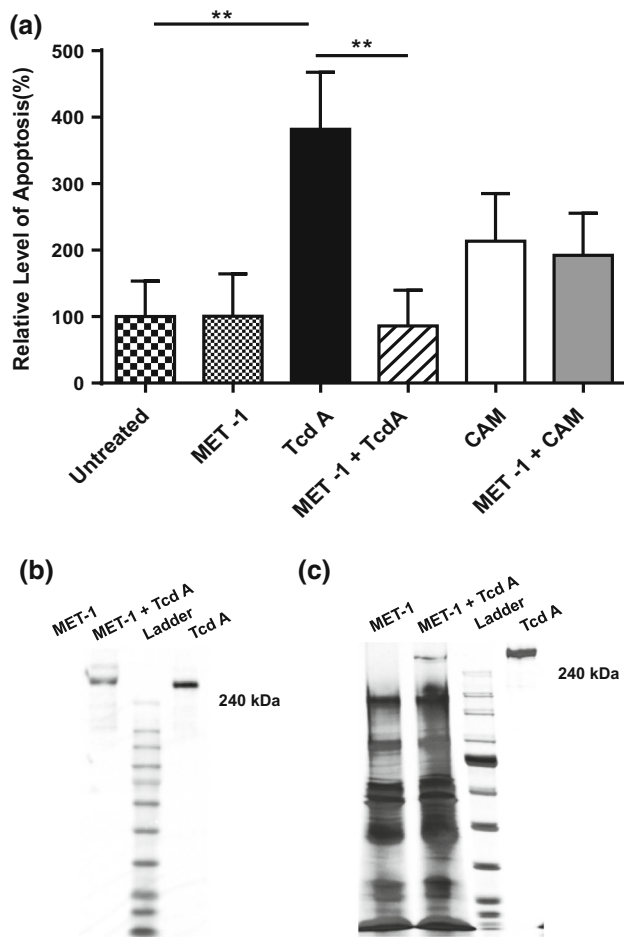 (a)
**
**
Relative Level of Apoptosis(%)
500
400
300
200
100
0
Untreated
MET -1
Tcd A
MET -1 + TcdA
CAM
MET -1 + CAM
(b)
MET-1
MET-1 + Tcd A
Ladder
Tcd A
240 kDa
(c)
MET-1
MET-1 + Tcd A
Ladder
Tcd A
240 kDa